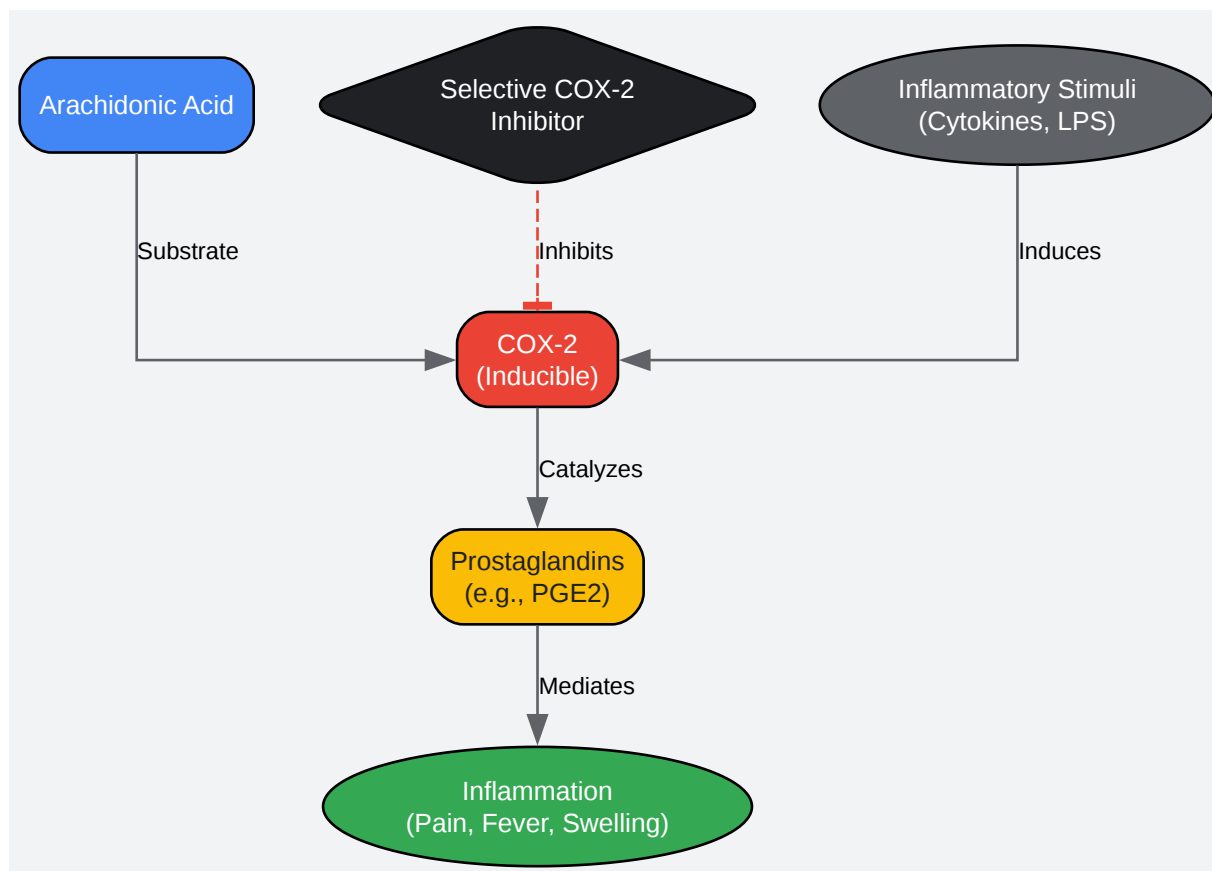 Arachidonic Acid
Selective COX-2
Inhibitor
Inflammatory Stimuli
(Cytokines, LPS)
Substrate
Inhibits
Induces
COX-2
(Inducible)
Catalyzes
Prostaglandins
(e.g., PGE2)
Mediates
Inflammation
(Pain, Fever, Swelling)